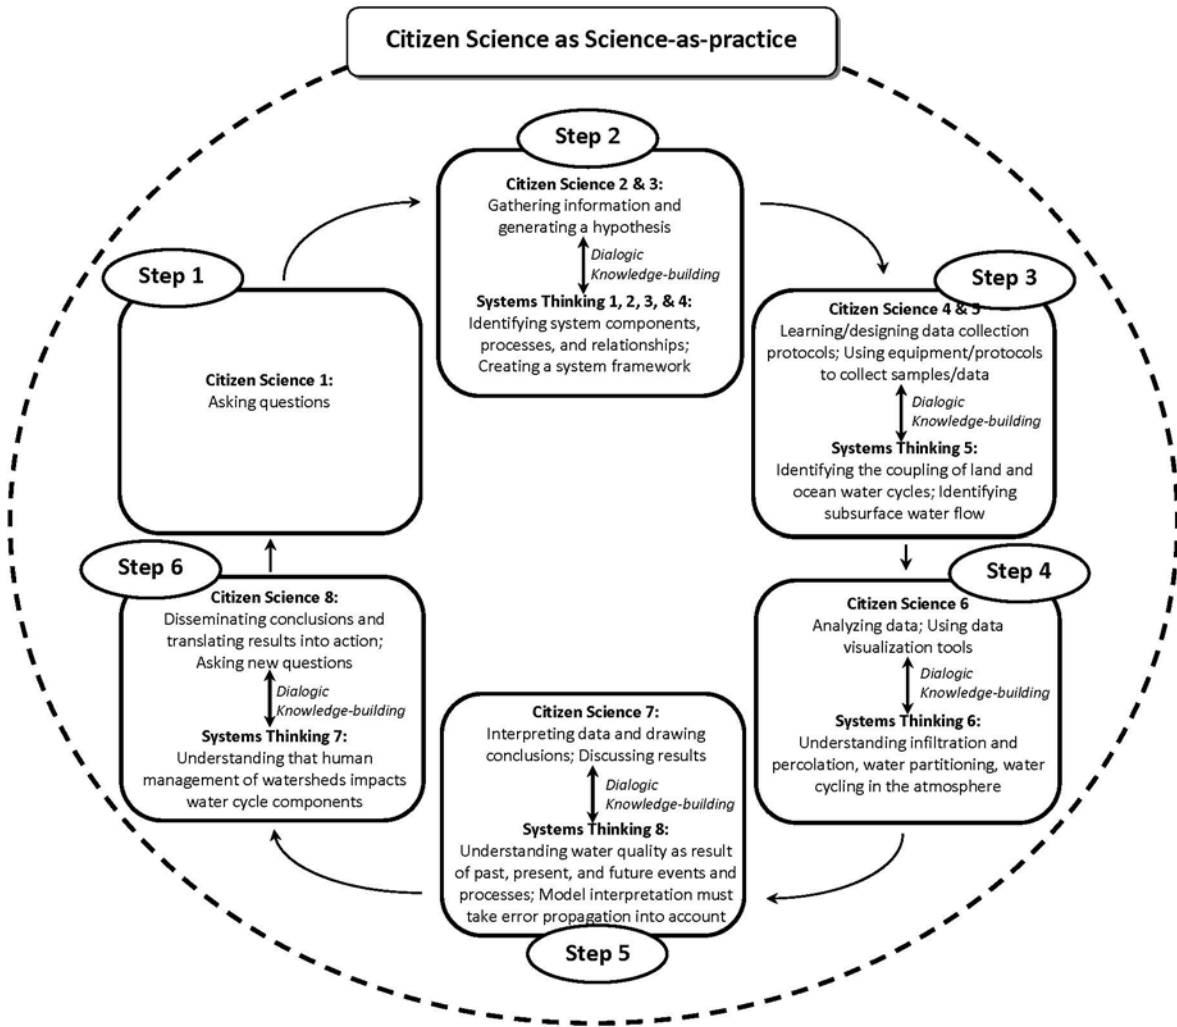 Citizen Science as Science-as-practice
Step 1
Citizen Science 1:
Asking questions
Step 2
Citizen Science 2 & 3:
Gathering information and
generating a hypothesis
Dialogic
Knowledge-building
Systems Thinking 1, 2, 3, & 4:
Identifying system components,
processes, and relationships;
Creating a system framework
Step 3
Citizen Science 4 & 5
Learning/designing data collection
protocols; Using equipment/protocols
to collect samples/data
Dialogic
Knowledge-building
Systems Thinking 5:
Identifying the coupling of land and
ocean water cycles; Identifying
subsurface water flow
Step 4
Citizen Science 6
Analyzing data; Using data
visualization tools
Dialogic
Knowledge-building
Systems Thinking 6:
Understanding infiltration and
percolation, water partitioning, water
cycling in the atmosphere
Citizen Science 7:
Interpreting data and drawing
conclusions; Discussing results
Dialogic
Knowledge-building
Systems Thinking 8:
Understanding water quality as result
of past, present, and future events and
processes; Model interpretation must
take error propagation into account
Step 5
Step 6
Citizen Science 8:
Disseminating conclusions and
translating results into action;
Asking new questions
Dialogic
Knowledge-building
Systems Thinking 7:
Understanding that human
management of watersheds impacts
water cycle components